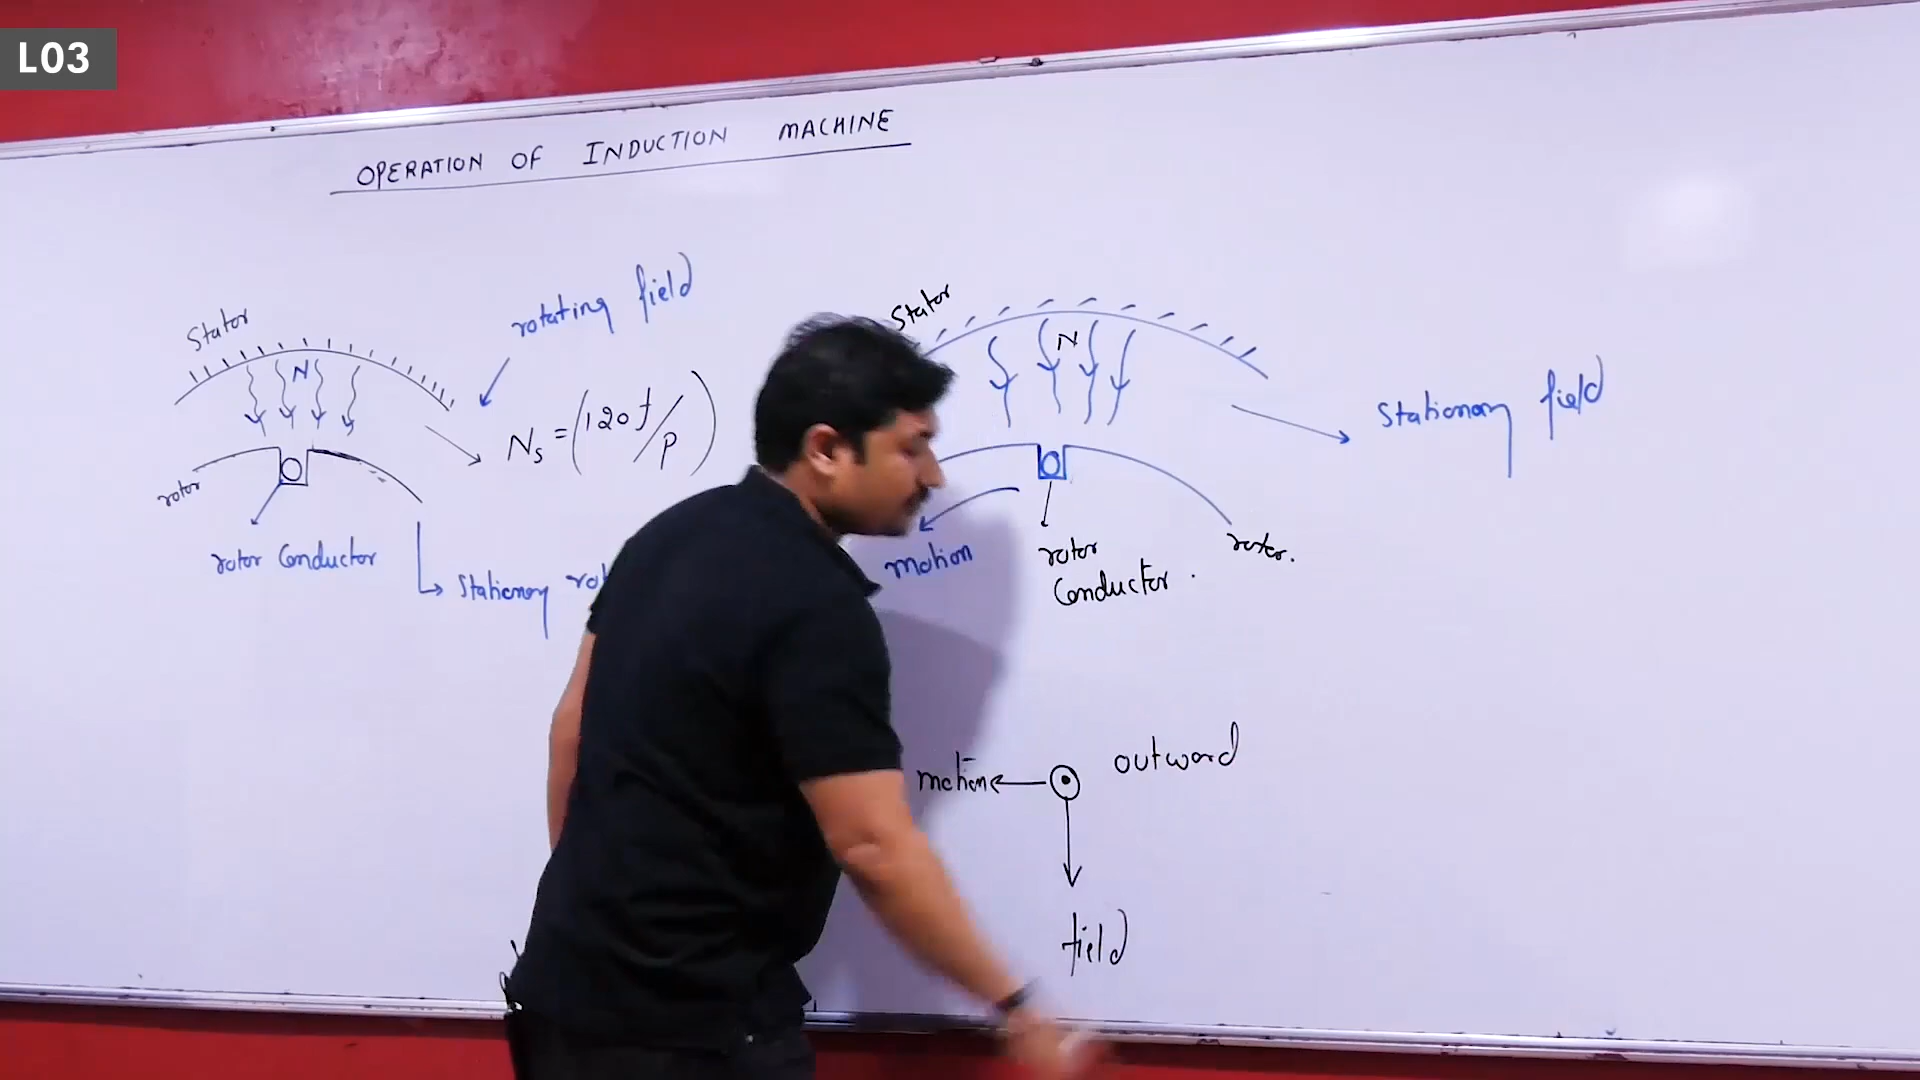 L03
OPERATION OF INDUCTION MACHINE
Stator
rotating field
N
Ns = (120f/P)
rotor
rotor Conductor
Stationary
Stator
N
Stationary field
motion
rotor
Conductor.
rotor.
motion
outward
field